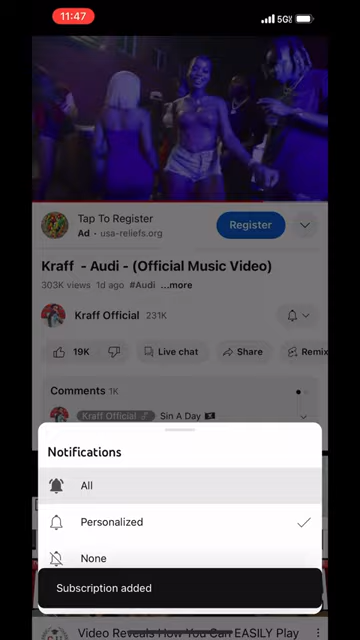 11:47
5G
Tap To Register
Register
Ad • usa-reliefs.org
Kraff - Audi - (Official Music Video)
303K views 1d ago #Audi ...more
Kraff Official 231K
19K
Live chat
Share
Remix
Comments 1K
Kraff Official Sin A Day
Notifications
All
Personalized
None
Subscription added
Video Reveals How You Can EASILY Play